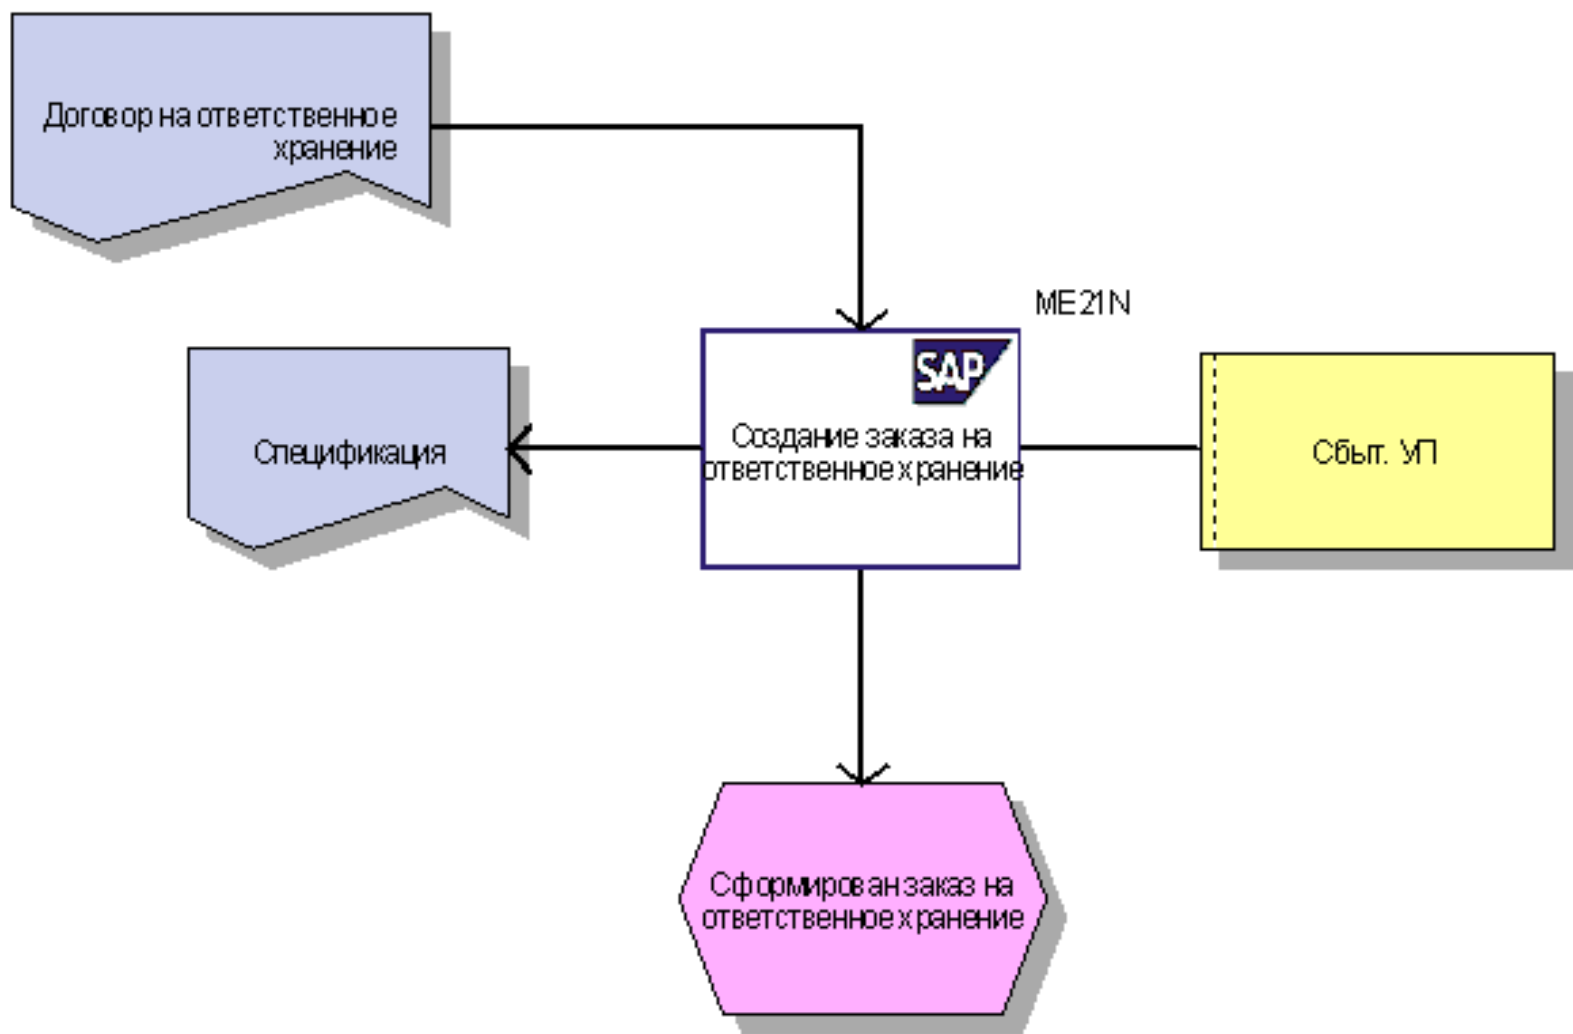 Договор на ответственное
хранение
ME21N
SAP
Создание заказа на
ответственное хранение
Спецификация
Сбыт. УП
Сформирован заказ на
ответственное хранение